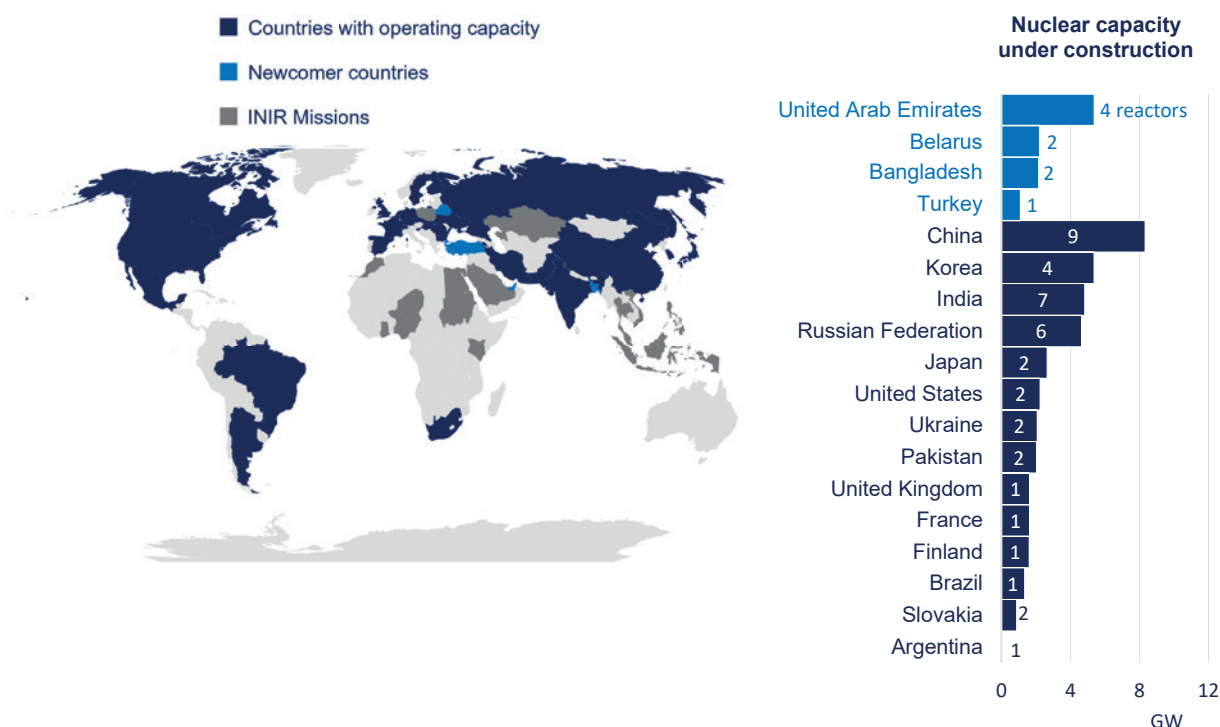 Countries with operating capacity
Newcomer countries
INIR Missions
Nuclear capacity
under construction
United Arab Emirates 4 reactors
Belarus 2
Bangladesh 2
Turkey 1
China 9
Korea 4
India 7
Russian Federation 6
Japan 2
United States 2
Ukraine 2
Pakistan 2
United Kingdom 1
France 1
Finland 1
Brazil 1
Slovakia 2
Argentina 1
0 4 8 12
GW